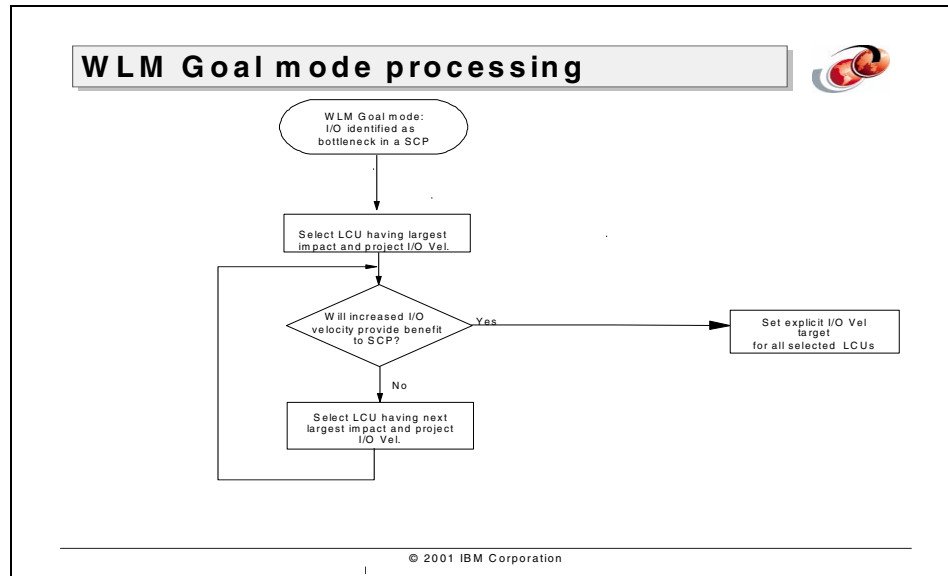 WLM Goal mode processing
WLM Goal mode:
I/O identified as
bottleneck in a SCP
Select LCU having largest
impact and project I/O Vel.
Will increased I/O
velocity provide benefit
to SCP?
Yes
Set explicit I/O Vel
target
for all selected LCUs
No
Select LCU having next
largest impact and project
I/O Vel.
© 2001 IBM Corporation